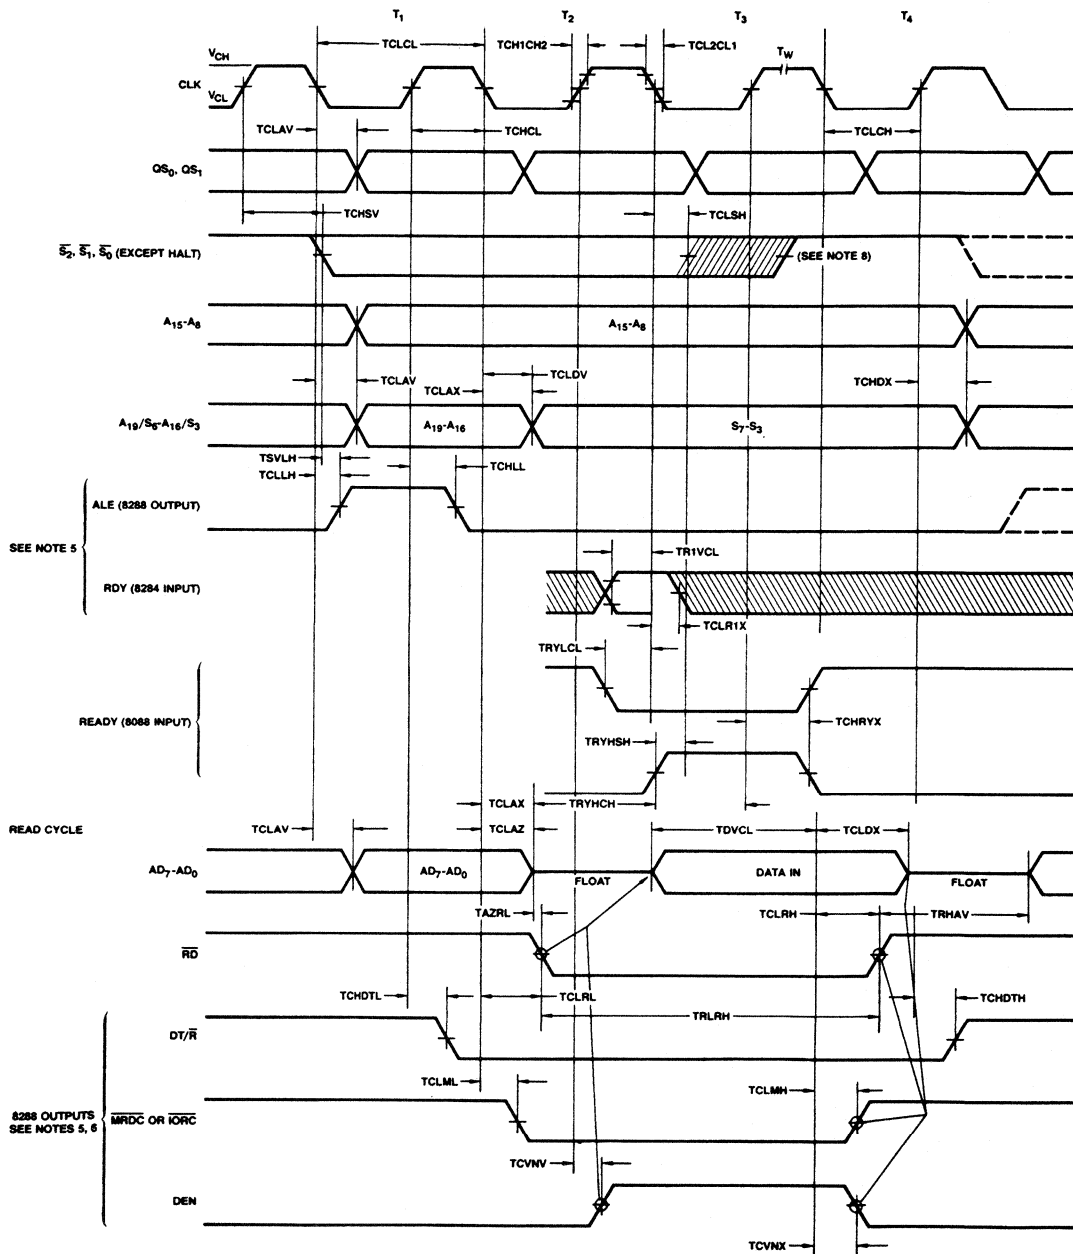 T1 T2 T3 T4
TCLCL TCH1CH2 TCL2CL1
VCH
TW
CLK
VCL
TCLAV TCHCL TCLCH
QS0, QS1
TCHSV TCLSH
S2, S1, S0 (EXCEPT HALT)
(SEE NOTE 8)
A15-A8
A15-A8
TCLAV TCLDV
TCLAX TCHDX
A19/S6-A16/S3
A19-A16
S7-S3
TSVLH
TCLLH
TCHLL
ALE (8288 OUTPUT)
SEE NOTE 5
TR1VCL
RDY (8284 INPUT)
TCLR1X
TRYLCL
READY (8088 INPUT)
TCHRYX
TRYHSH
TCLAX TRYHCH
READ CYCLE
TCLAV TCLAZ TDVCL TCLDX
AD7-AD0
AD7-AD0
FLOAT
DATA IN
FLOAT
TAZRL TCLRH TRHAV
RD
TCHDTL TCLRL TCHDTH
TRLRH
DT/R
TCLML TCLMH
8288 OUTPUTS
SEE NOTES 5, 6
MRDC OR IORC
TCVNV
DEN
TCVNX